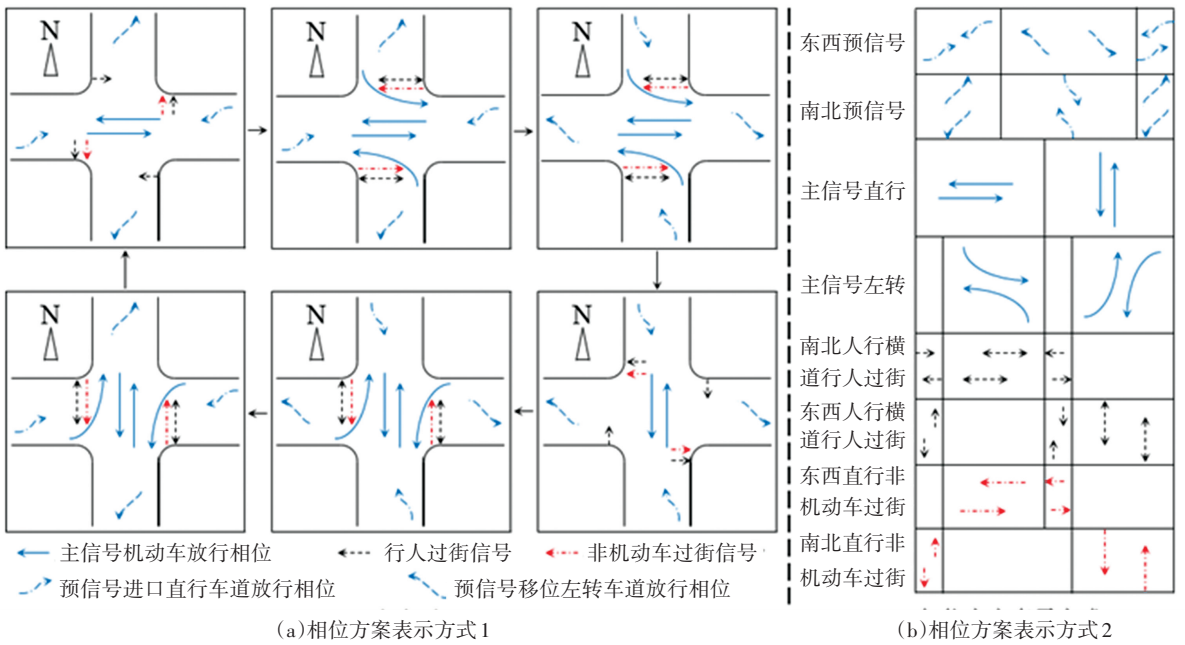 N
N
N
N
N
N
主信号机动车放行相位
行人过街信号
非机动车过街信号
预信号进口直行车道放行相位
预信号移位左转车道放行相位
(a)相位方案表示方式1
东西预信号
南北预信号
主信号直行
主信号左转
南北人行横
道行人过街
东西人行横
道行人过街
东西直行非
机动车过街
南北直行非
机动车过街
(b)相位方案表示方式2